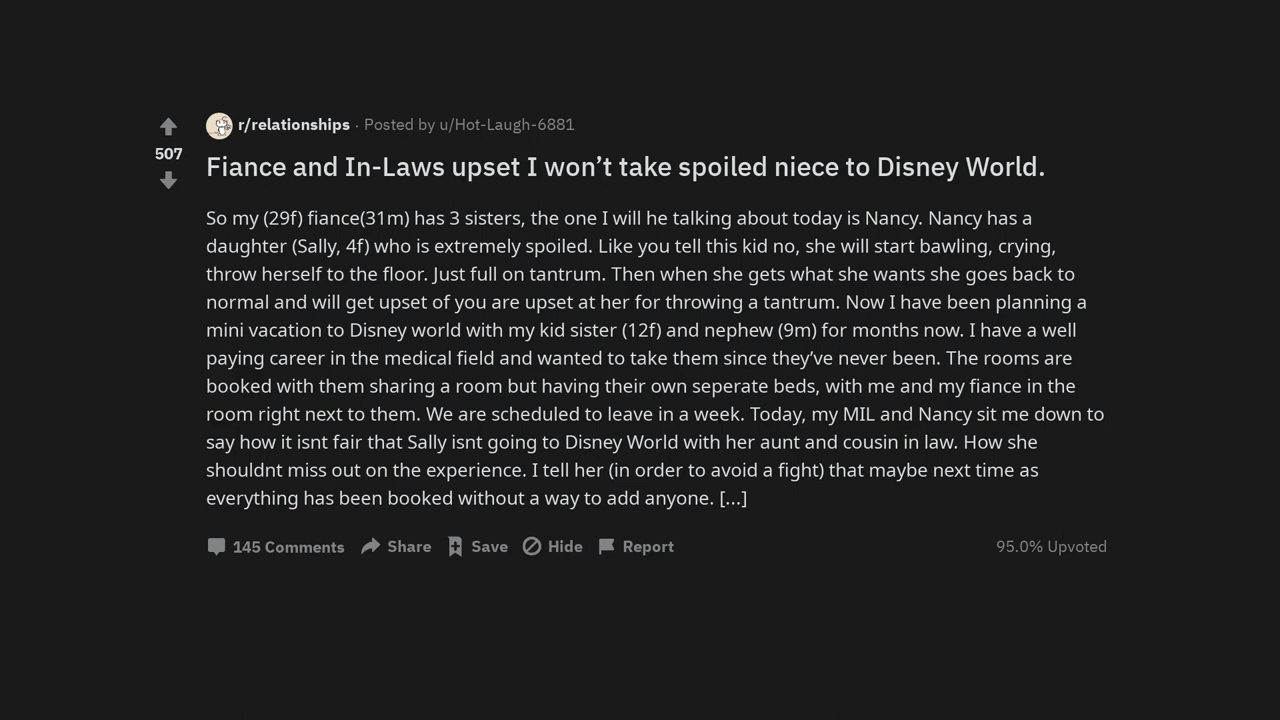 r/relationships · Posted by u/Hot-Laugh-6881
507
Fiance and In-Laws upset I won’t take spoiled niece to Disney World.
So my (29f) fiance(31m) has 3 sisters, the one I will he talking about today is Nancy. Nancy has a
daughter (Sally, 4f) who is extremely spoiled. Like you tell this kid no, she will start bawling, crying,
throw herself to the floor. Just full on tantrum. Then when she gets what she wants she goes back to
normal and will get upset of you are upset at her for throwing a tantrum. Now I have been planning a
mini vacation to Disney world with my kid sister (12f) and nephew (9m) for months now. I have a well
paying career in the medical field and wanted to take them since they’ve never been. The rooms are
booked with them sharing a room but having their own seperate beds, with me and my fiance in the
room right next to them. We are scheduled to leave in a week. Today, my MIL and Nancy sit me down to
say how it isnt fair that Sally isnt going to Disney World with her aunt and cousin in law. How she
shouldnt miss out on the experience. I tell her (in order to avoid a fight) that maybe next time as
everything has been booked without a way to add anyone. [...]
145 Comments Share Save Hide Report 95.0% Upvoted